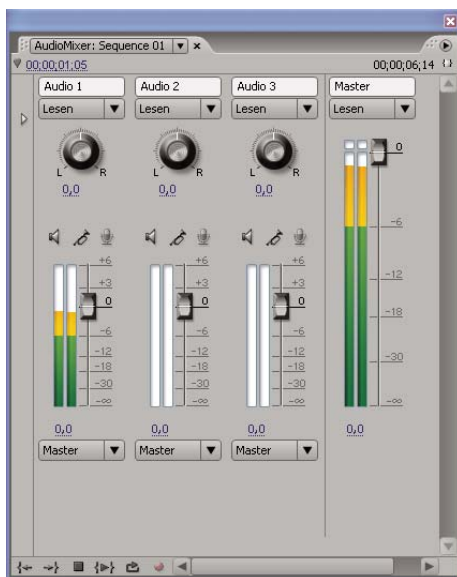 AudioMixer: Sequence 01
00;00;01;05 00;00;06;14
Audio 1 Audio 2 Audio 3 Master
Lesen Lesen Lesen Lesen
L R L R L R
0,0 0,0 0,0
+6 +6 +6 0
+3 +3 +3
0 0 0 -6
-6 -6 -6 -12
-12 -12 -12 -18
-18 -18 -18
-30 -30 -30 -30
-∞ -∞ -∞ -∞
0,0 0,0 0,0 0,0
Master Master Master